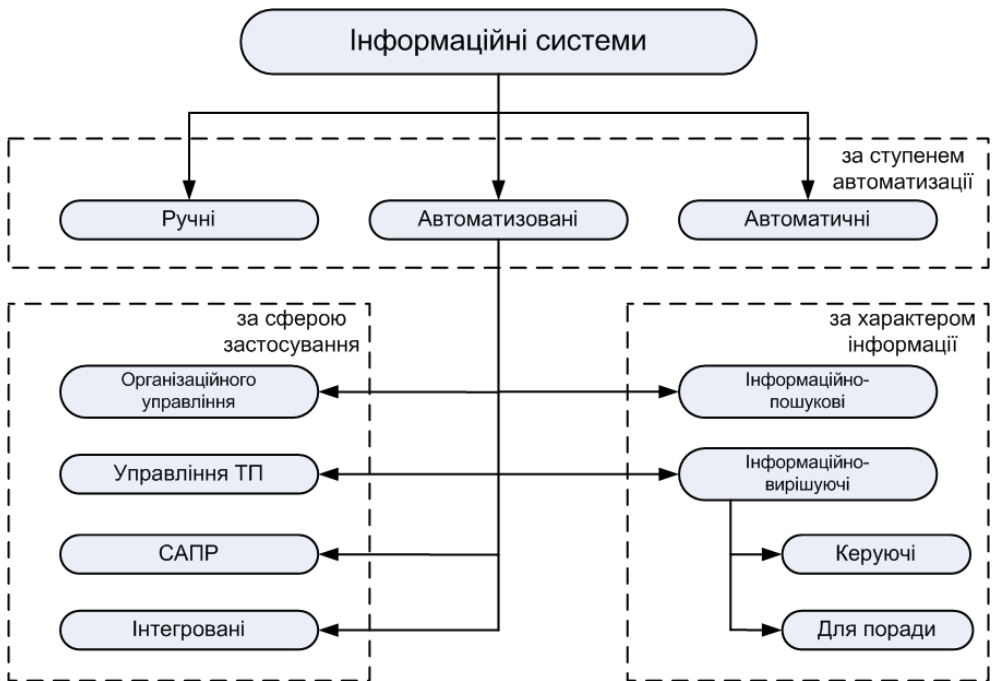 Інформаційні системи
за ступенем
автоматизації
Ручні
Автоматизовані
Автоматичні
за сферою
застосування
Організаційного
управління
Управління ТП
САПР
Інтегровані
за характером
інформації
Інформаційно-
пошукові
Інформаційно-
вирішуючі
Керуючі
Для поради